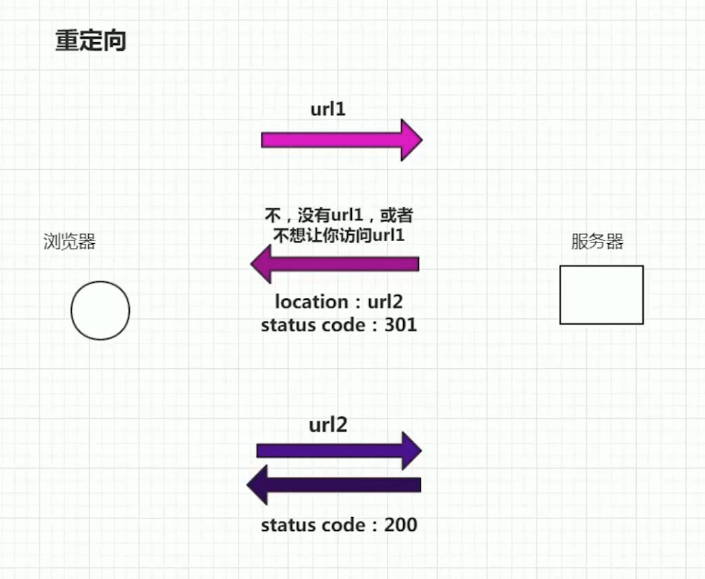 重定向
url1
不，没有url1，或者
不想让你访问url1
浏览器
服务器
location：url2
status code：301
url2
status code：200